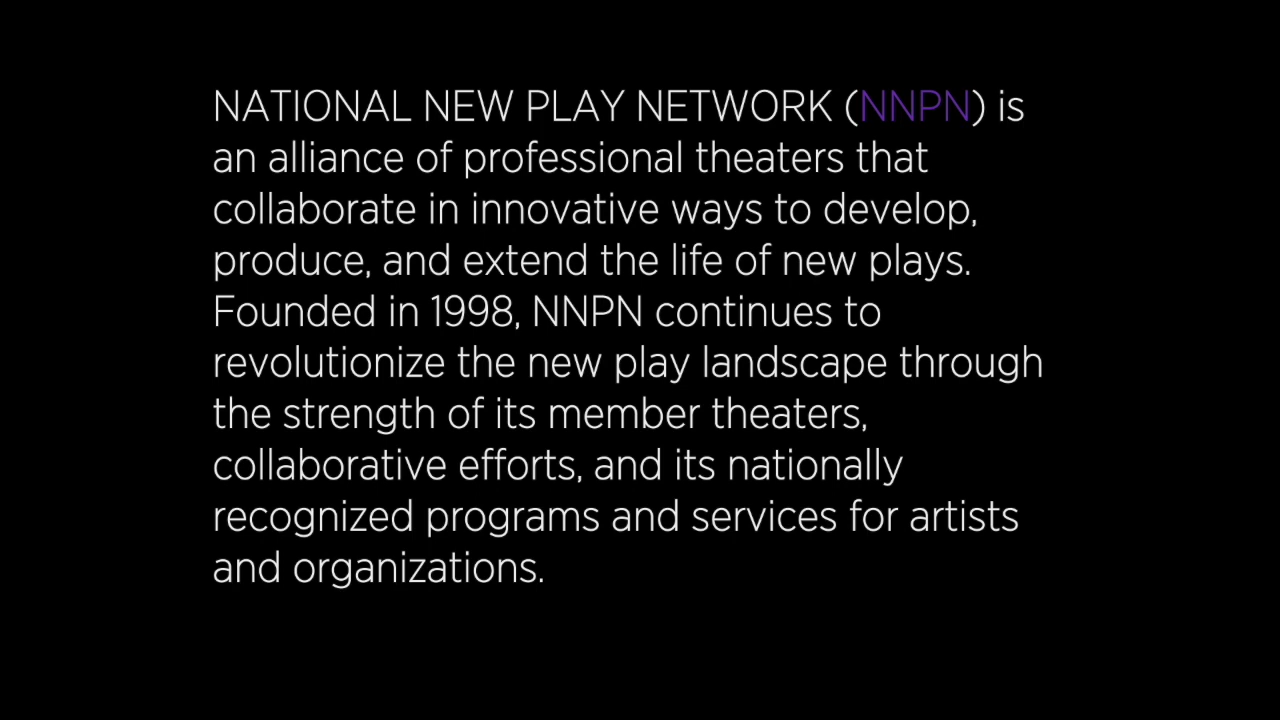 NATIONAL NEW PLAY NETWORK (NNPN) is
an alliance of professional theaters that
collaborate in innovative ways to develop,
produce, and extend the life of new plays.
Founded in 1998, NNPN continues to
revolutionize the new play landscape through
the strength of its member theaters,
collaborative efforts, and its nationally
recognized programs and services for artists
and organizations.